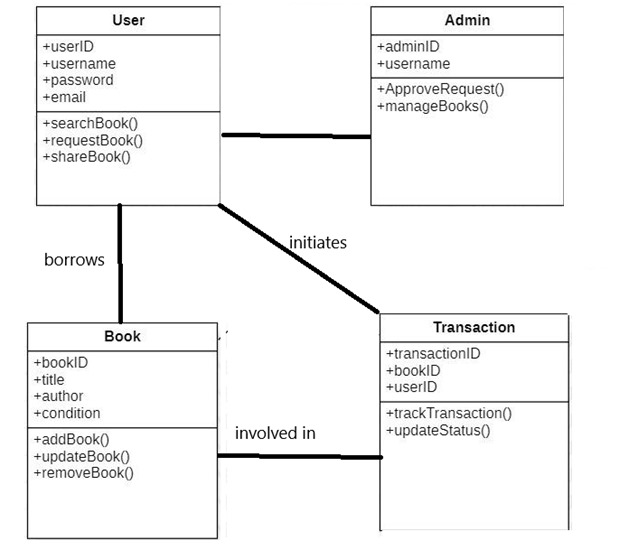 User
+userID
+username
+password
+email
+searchBook()
+requestBook()
+shareBook()
Admin
+adminID
+username
+ApproveRequest()
+manageBooks()
borrows
initiates
Book
+bookID
+title
+author
+condition
+addBook()
+updateBook()
+removeBook()
involved in
Transaction
+transactionID
+bookID
+userID
+trackTransaction()
+updateStatus()